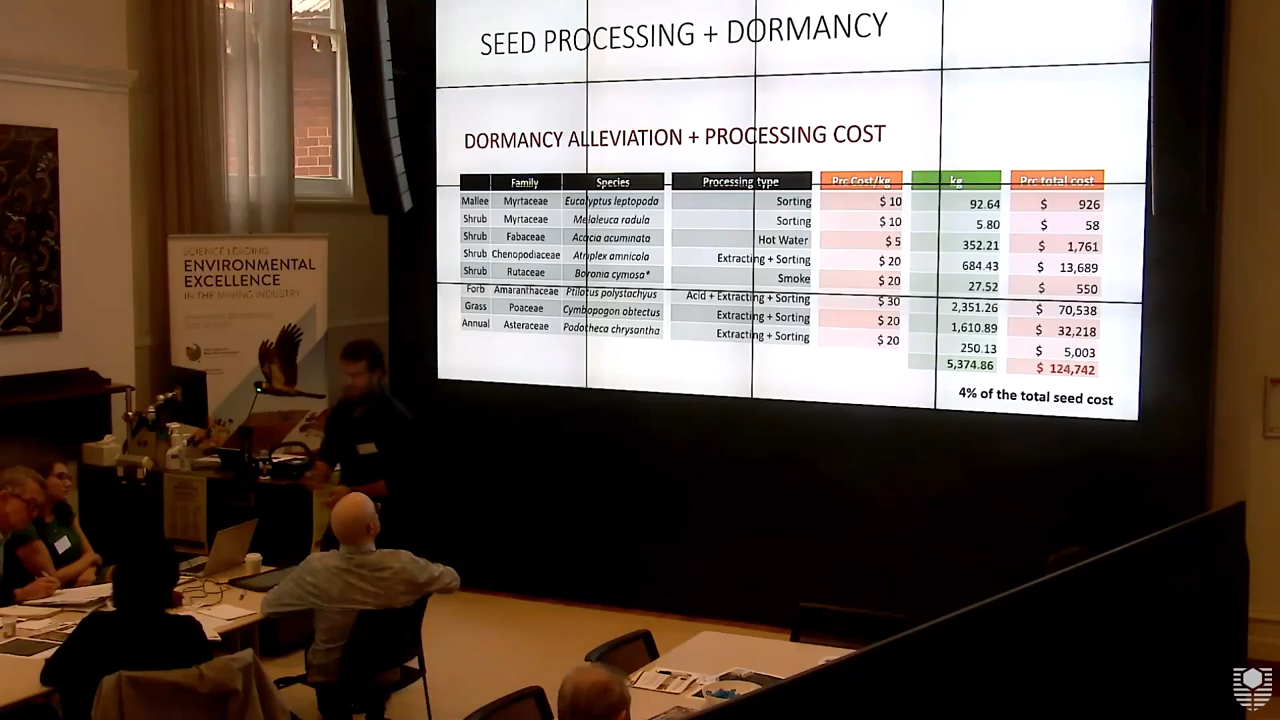 SEED PROCESSING + DORMANCY
DORMANCY ALLEVIATION + PROCESSING COST
Family Species Processing type Prc Cost/kg kg Prc total cost
Mallee Myrtaceae Eucalyptus leptopoda Sorting $ 10 92.64 $ 926
Shrub Myrtaceae Melaleuca radula Sorting $ 10 5.80 $ 58
Shrub Fabaceae Acacia acuminata Hot Water $ 5 352.21 $ 1,761
Shrub Chenopodiaceae Atriplex amnicola Extracting + Sorting $ 20 684.43 $ 13,689
Shrub Rutaceae Boronia cymosa* Smoke $ 20 27.52 $ 550
Forb Amaranthaceae Ptilotus polystachyus Acid + Extracting + Sorting $ 30 2,351.26 $ 70,538
Grass Poaceae Cymbopogon obtectus Extracting + Sorting $ 20 1,610.89 $ 32,218
Annual Asteraceae Podotheca chrysantha Extracting + Sorting $ 20 250.13 $ 5,003
5,374.86 $ 124,742
4% of the total seed cost
SCIENCE LEADING
ENVIRONMENTAL
EXCELLENCE
IN THE MINING INDUSTRY